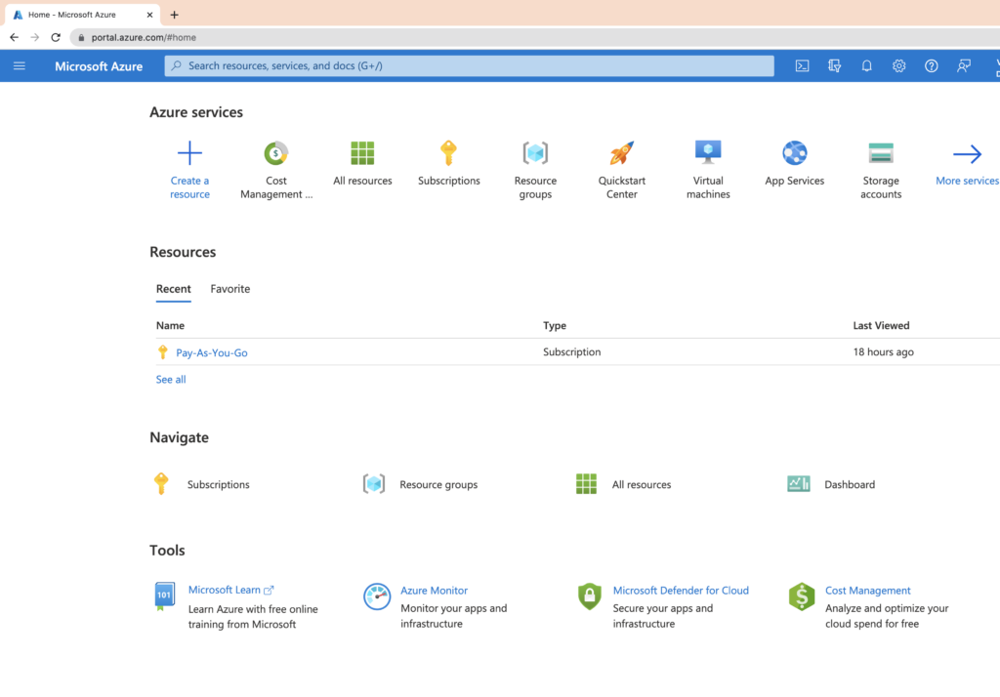 Home - Microsoft Azure
portal.azure.com/#home
Microsoft Azure
Search resources, services, and docs (G+/)
Azure services
Create a
resource
Cost
Management ...
All resources
Subscriptions
Resource
groups
Quickstart
Center
Virtual
machines
App Services
Storage
accounts
More services
Resources
Recent Favorite
Name Type Last Viewed
Pay-As-You-Go Subscription 18 hours ago
See all
Navigate
Subscriptions Resource groups All resources Dashboard
Tools
101
Microsoft Learn
Learn Azure with free online
training from Microsoft
Azure Monitor
Monitor your apps and
infrastructure
Microsoft Defender for Cloud
Secure your apps and
infrastructure
Cost Management
Analyze and optimize your
cloud spend for free